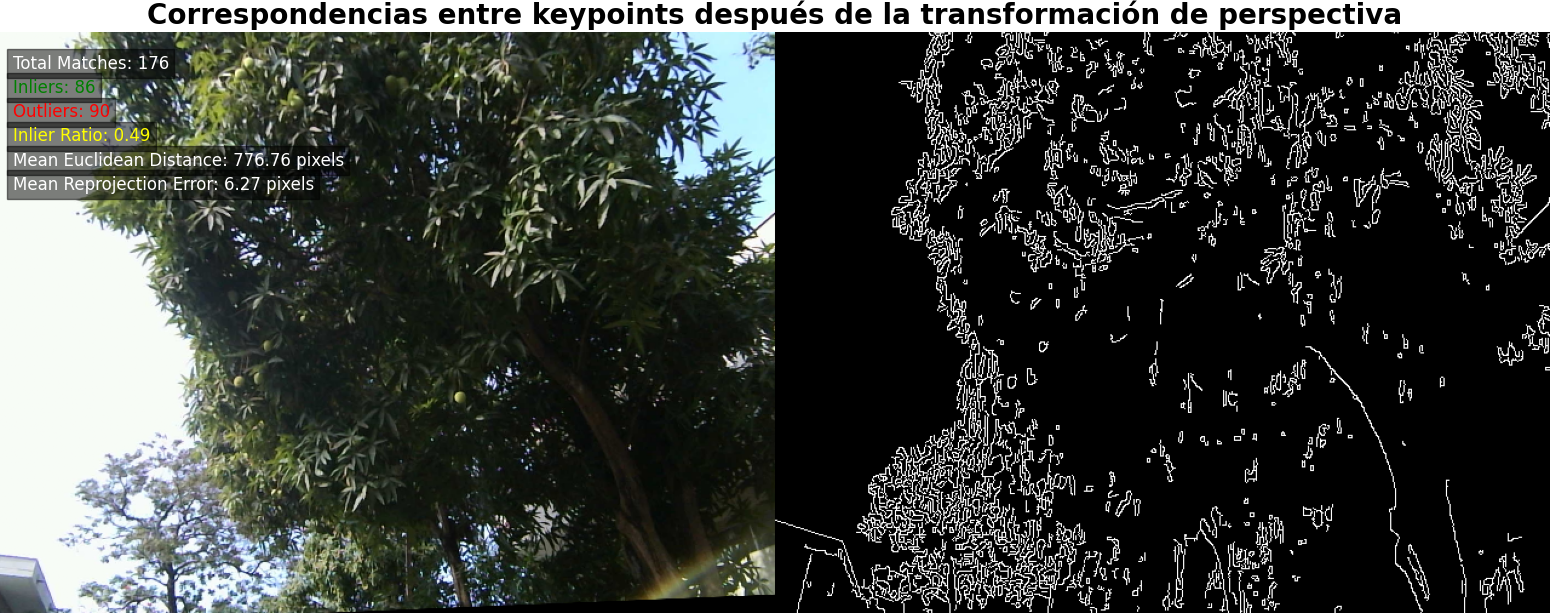 Correspondencias entre keypoints después de la transformación de perspectiva
Total Matches: 176
Inliers: 86
Outliers: 90
Inlier Ratio: 0.49
Mean Euclidean Distance: 776.76 pixels
Mean Reprojection Error: 6.27 pixels